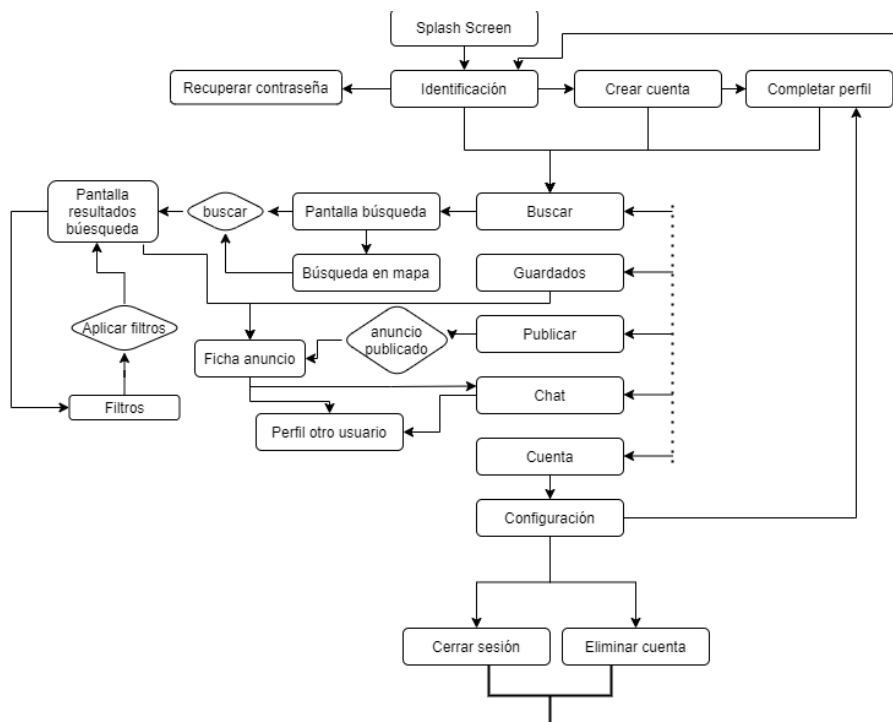 Splash Screen
Recuperar contraseña
Identificación
Crear cuenta
Completar perfil
Pantalla
resultados
búesqueda
buscar
Pantalla búsqueda
Buscar
Búsqueda en mapa
Guardados
Aplicar filtros
anuncio
publicado
Publicar
Ficha anuncio
Filtros
Chat
Perfil otro usuario
Cuenta
Configuración
Cerrar sesión
Eliminar cuenta